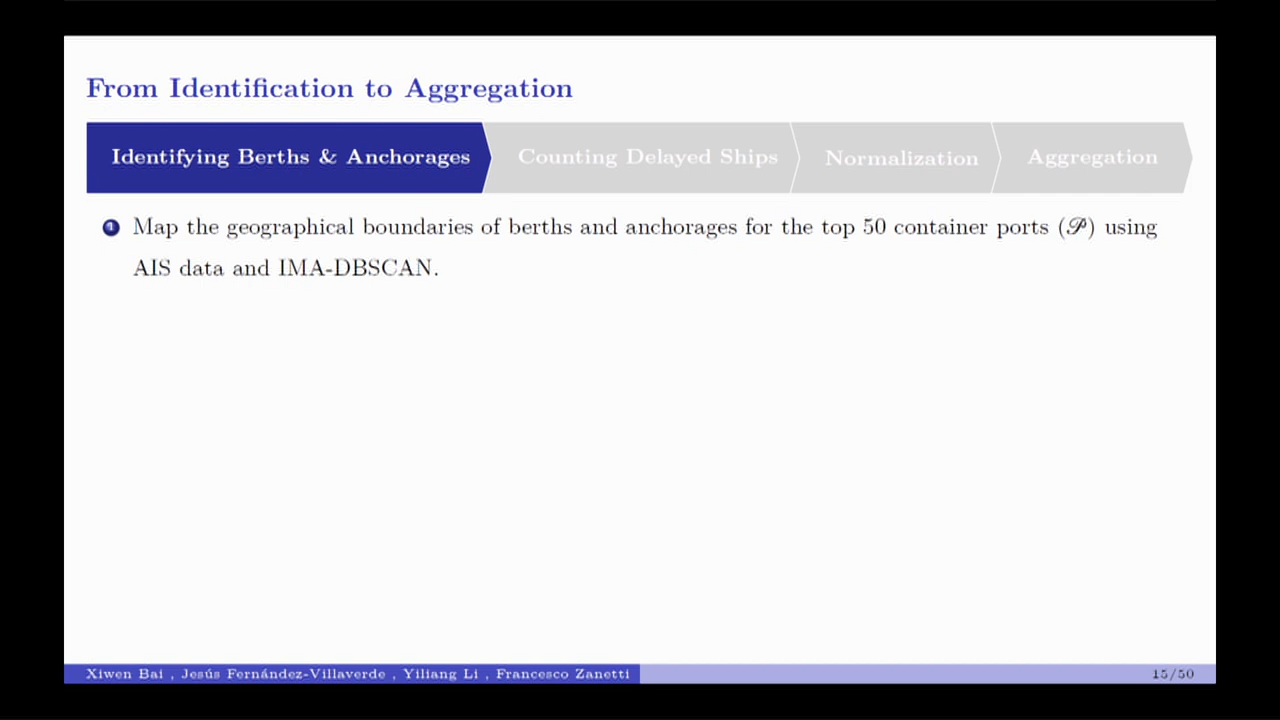 From Identification to Aggregation
Identifying Berths & Anchorages Counting Delayed Ships Normalization Aggregation
1 Map the geographical boundaries of berths and anchorages for the top 50 container ports (𝒫) using
AIS data and IMA-DBSCAN.
Xiwen Bai , Jesús Fernández-Villaverde , Yiliang Li , Francesco Zanetti 15/50